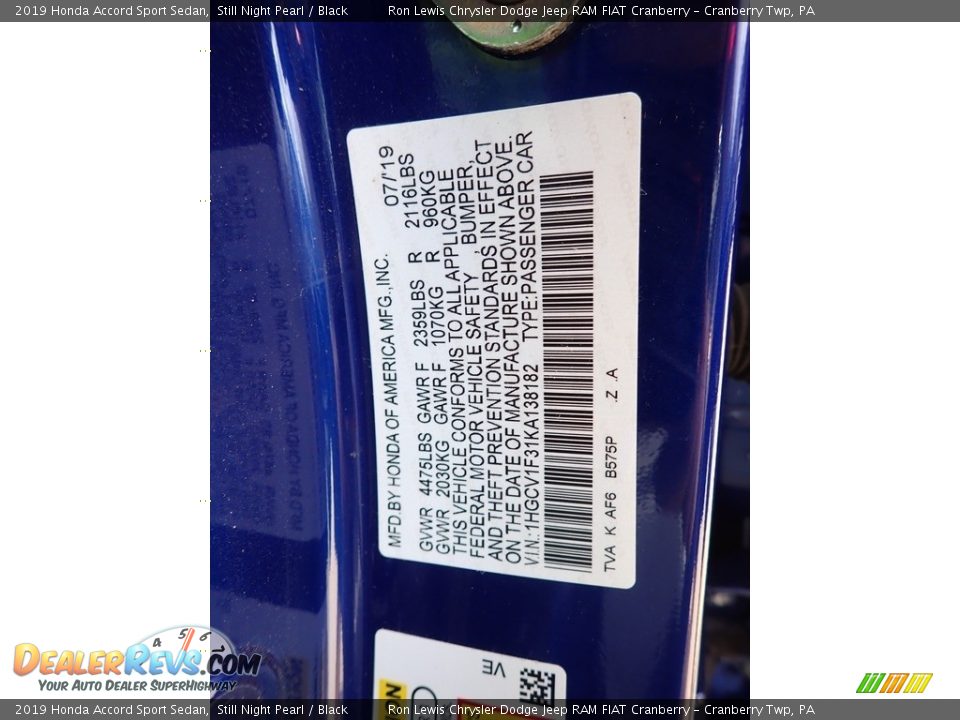 2019 Honda Accord Sport Sedan, Still Night Pearl / Black Ron Lewis Chrysler Dodge Jeep RAM FIAT Cranberry - Cranberry Twp, PA
MFD.BY HONDA OF AMERICA MFG.,INC. 07/'19
GVWR 4475LBS GAWR F 2359LBS R 2116LBS
GVWR 2030KG GAWR F 1070KG R 960KG
THIS VEHICLE CONFORMS TO ALL APPLICABLE
FEDERAL MOTOR VEHICLE SAFETY , BUMPER,
AND THEFT PREVENTION STANDARDS IN EFFECT
ON THE DATE OF MANUFACTURE SHOWN ABOVE.
V.I.N.:1HGCV1F31KA138182 TYPE:PASSENGER CAR
TVA K AF6 B575P .Z .A
VE
4 5 6
DEALERREVS.COM
YOUR AUTO DEALER SUPERHIGHWAY
2019 Honda Accord Sport Sedan, Still Night Pearl / Black Ron Lewis Chrysler Dodge Jeep RAM FIAT Cranberry - Cranberry Twp, PA